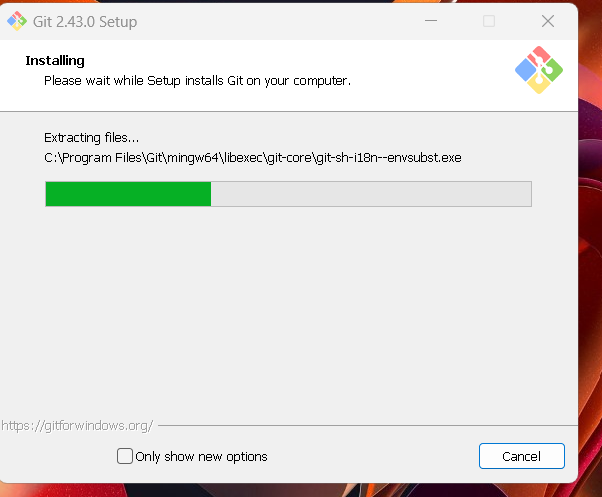 Git 2.43.0 Setup
Installing
Please wait while Setup installs Git on your computer.
Extracting files...
C:\Program Files\Git\mingw64\libexec\git-core\git-sh-i18n--envsubst.exe
https://gitforwindows.org/
Only show new options
Cancel